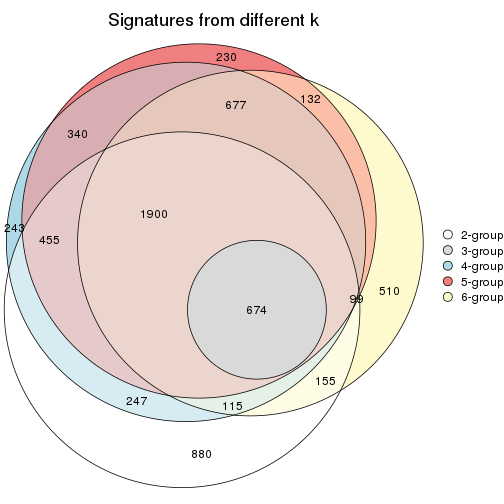 Signatures from different k
230
132
677
340
1900
243
455
2-group
3-group
4-group
5-group
6-group
510
99
674
155
247
115
880